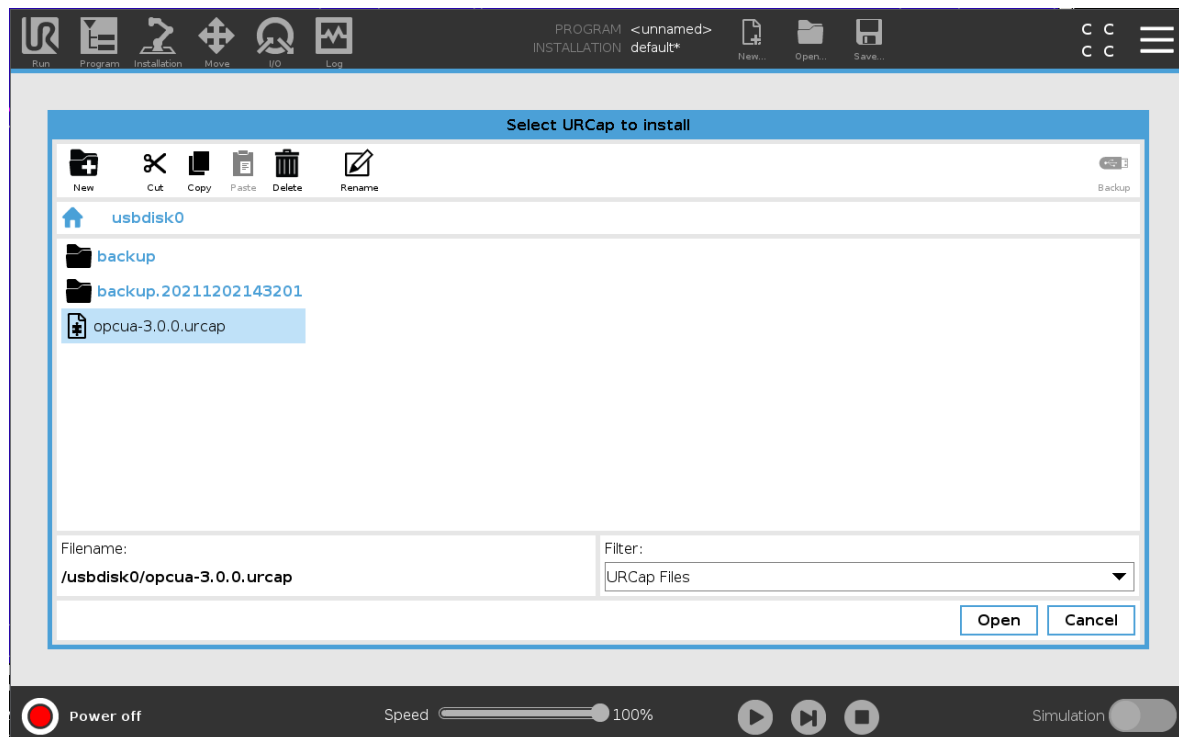 UR
PROGRAM <unnamed>
INSTALLATION default*
C C
C C
Run Program Installation Move I/O Log New... Open... Save...
Select URCap to install
New Cut Copy Paste Delete Rename Backup
usbdisk0
backup
backup.20211202143201
opcua-3.0.0.urcap
Filename: Filter:
/usbdisk0/opcua-3.0.0.urcap URCap Files
Open Cancel
Power off Speed 100% Simulation